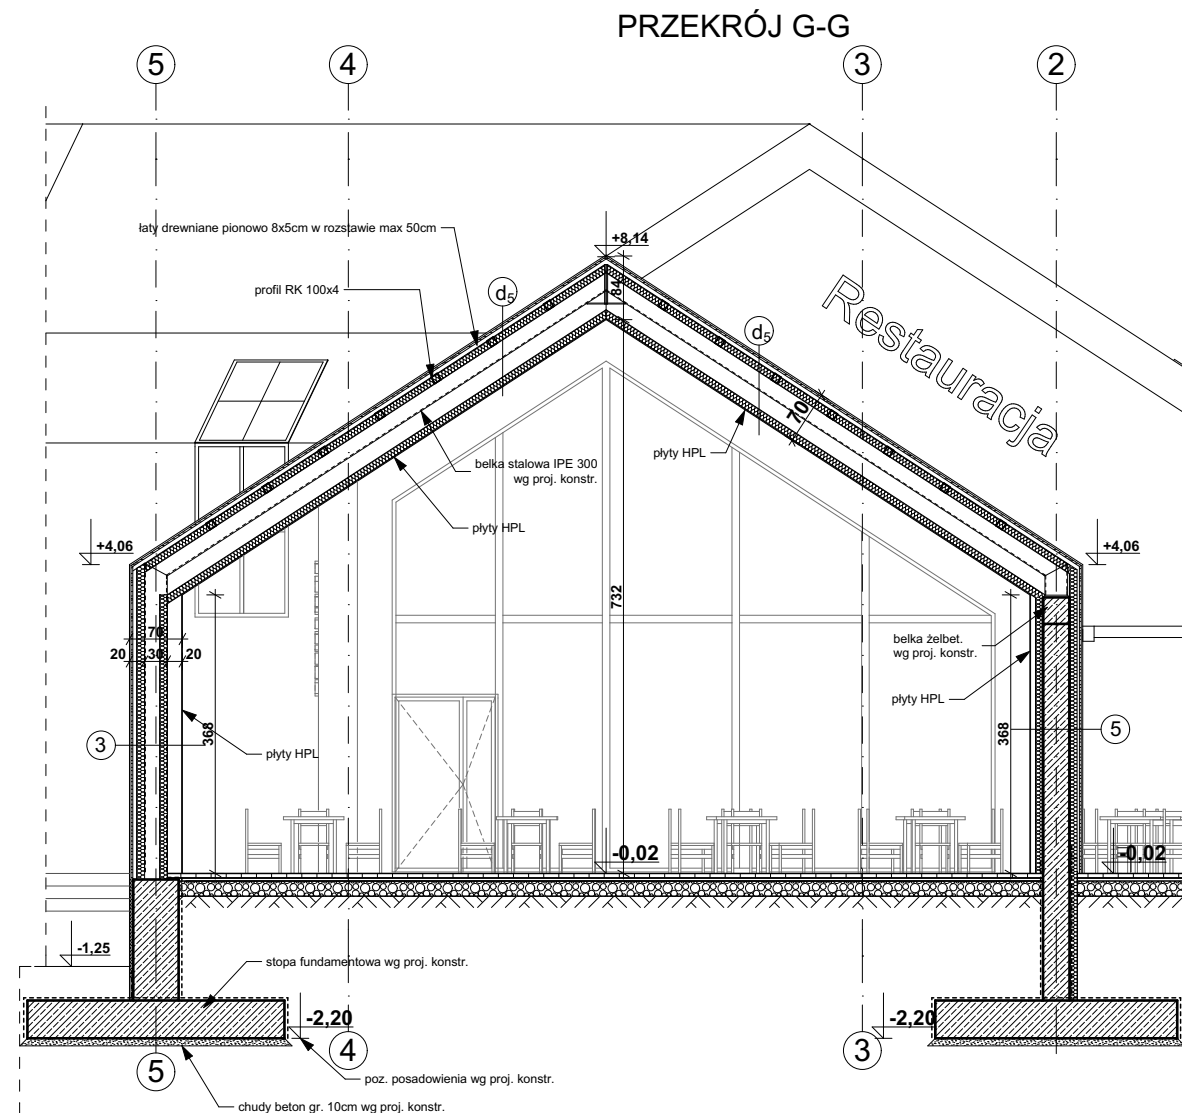 PRZEKRÓJ G-G
5
4
3
2
łaty drewniane pionowo 8x5cm w rozstawie max 50cm
+8,14
profil RK 100x4
d5
84
d5
Restauracja
70
belka stalowa IPE 300
wg proj. konstr.
płyty HPL
płyty HPL
+4,06
+4,06
732
70
20
30
20
belka żelbet.
wg proj. konstr.
płyty HPL
3
368
płyty HPL
368
5
-0,02
-0,02
-1,25
stopa fundamentowa wg proj. konstr.
-2,20
-2,20
4
3
5
2
poz. posadowienia wg proj. konstr.
chudy beton gr. 10cm wg proj. konstr.